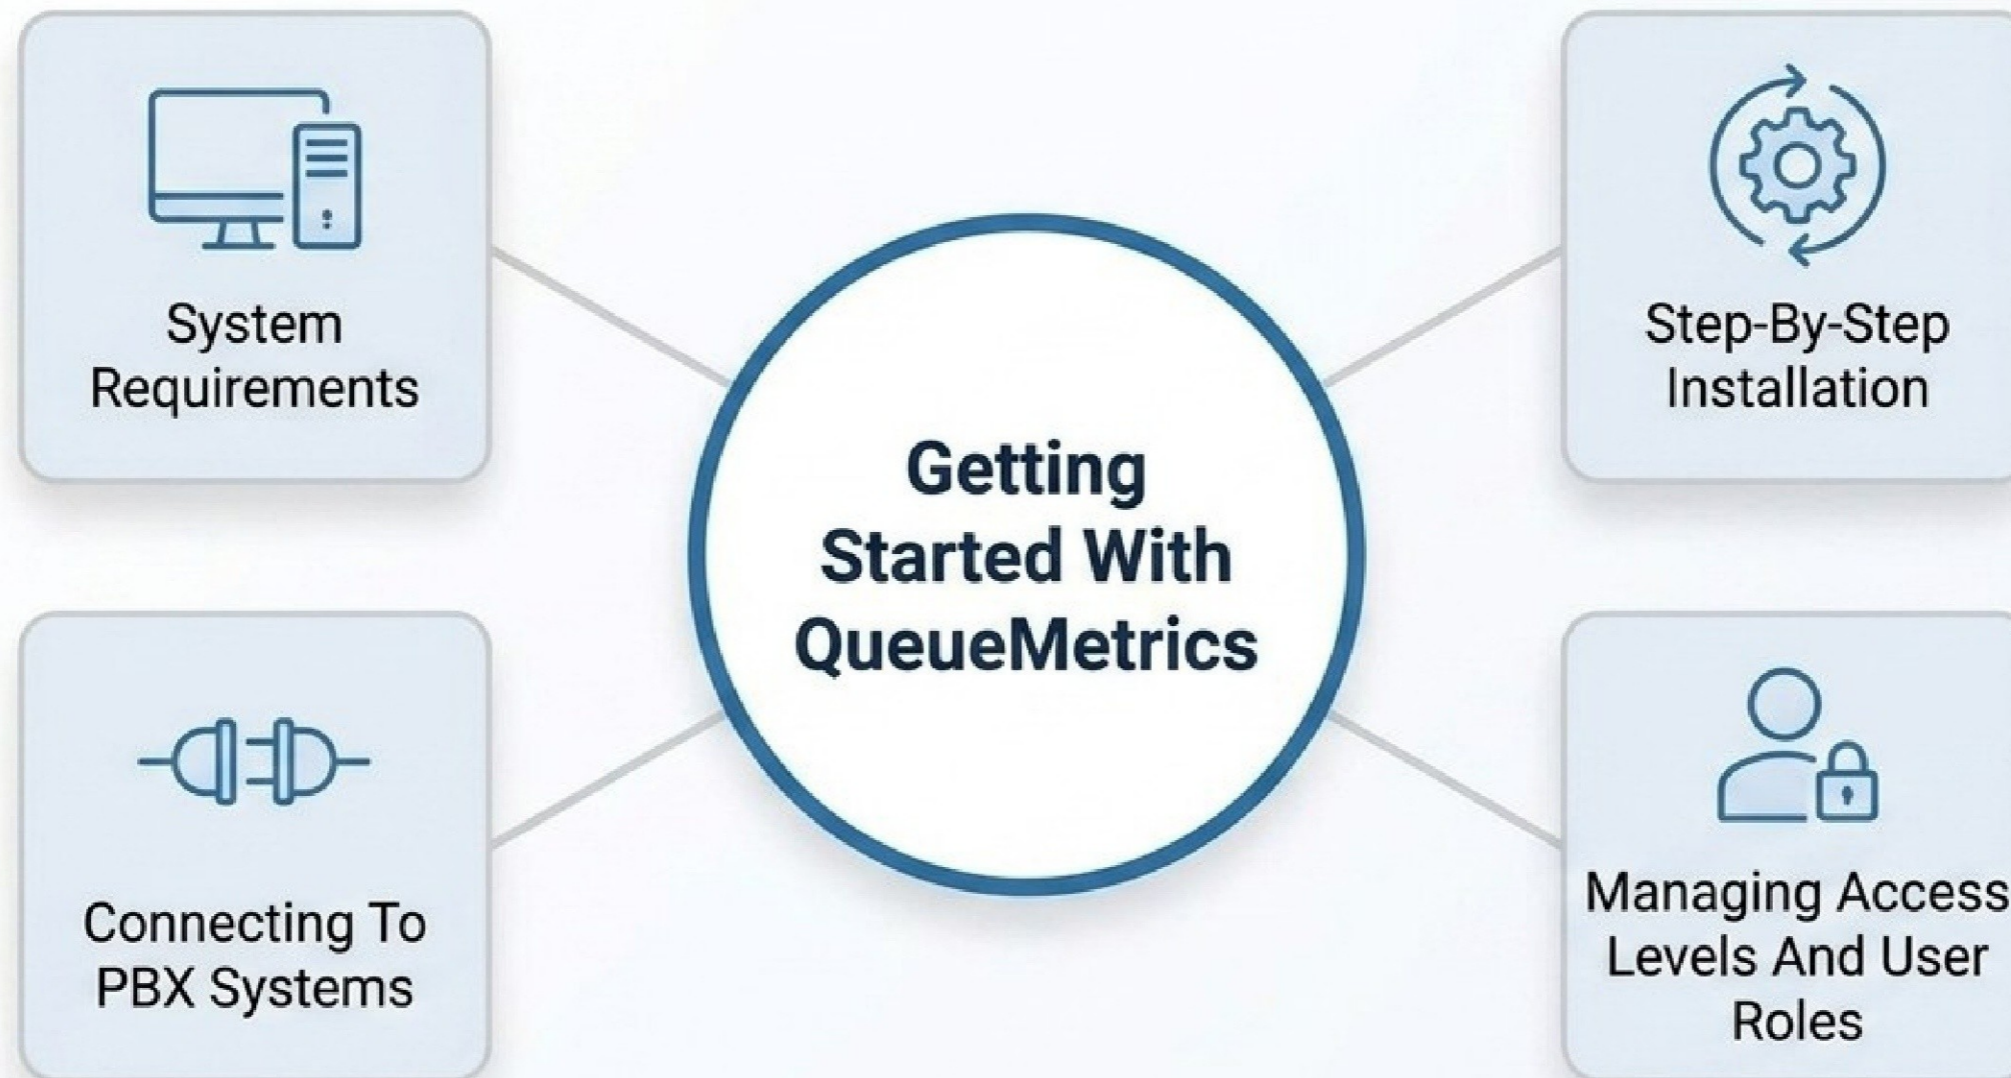 System
Requirements
Step-By-Step
Installation
Getting
Started With
QueueMetrics
Connecting To
PBX Systems
Managing Access
Levels And User
Roles